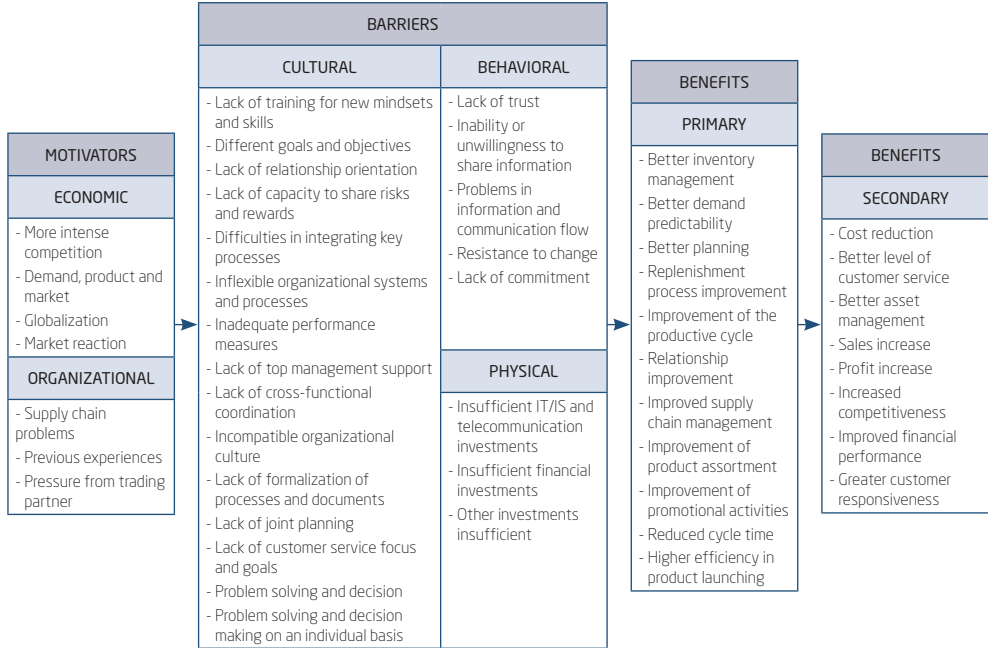 MOTIVATORS
ECONOMIC
- More intense
competition
- Demand, product and
market
- Globalization
- Market reaction
ORGANIZATIONAL
- Supply chain
problems
- Previous experiences
- Pressure from trading
partner
BARRIERS
CULTURAL
- Lack of training for new mindsets
and skills
- Different goals and objectives
- Lack of relationship orientation
- Lack of capacity to share risks
and rewards
- Difficulties in integrating key
processes
- Inflexible organizational systems
and processes
- Inadequate performance
measures
- Lack of top management support
- Lack of cross-functional
coordination
- Incompatible organizational
culture
- Lack of formalization of
processes and documents
- Lack of joint planning
- Lack of customer service focus
and goals
- Problem solving and decision
- Problem solving and decision
making on an individual basis
BEHAVIORAL
- Lack of trust
- Inability or
unwillingness to
share information
- Problems in
information and
communication flow
- Resistance to change
- Lack of commitment
PHYSICAL
- Insufficient IT/IS and
telecommunication
investments
- Insufficient financial
investments
- Other investments
insufficient
BENEFITS
PRIMARY
- Better inventory
management
- Better demand
predictability
- Better planning
- Replenishment
process improvement
- Improvement of the
productive cycle
- Relationship
improvement
- Improved supply
chain management
- Improvement of
product assortment
- Improvement of
promotional activities
- Reduced cycle time
- Higher efficiency in
product launching
BENEFITS
SECONDARY
- Cost reduction
- Better level of
customer service
- Better asset
management
- Sales increase
- Profit increase
- Increased
competitiveness
- Improved financial
performance
- Greater customer
responsiveness